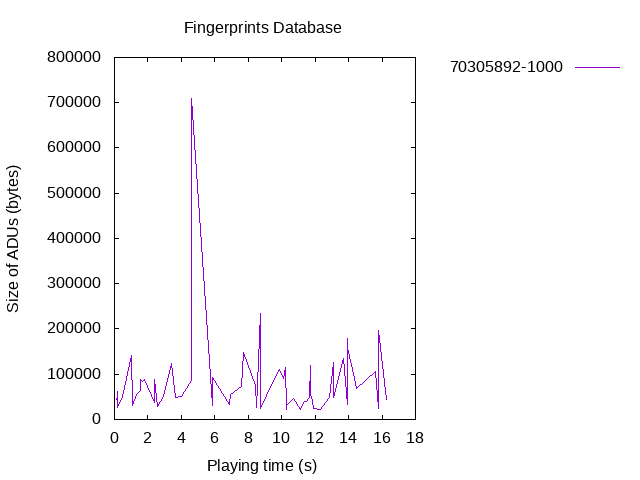 Fingerprints Database
800000
700000
600000
500000
400000
300000
200000
100000
0
0 2 4 6 8 10 12 14 16 18
Playing time (s)
Size of ADUs (bytes)
70305892-1000